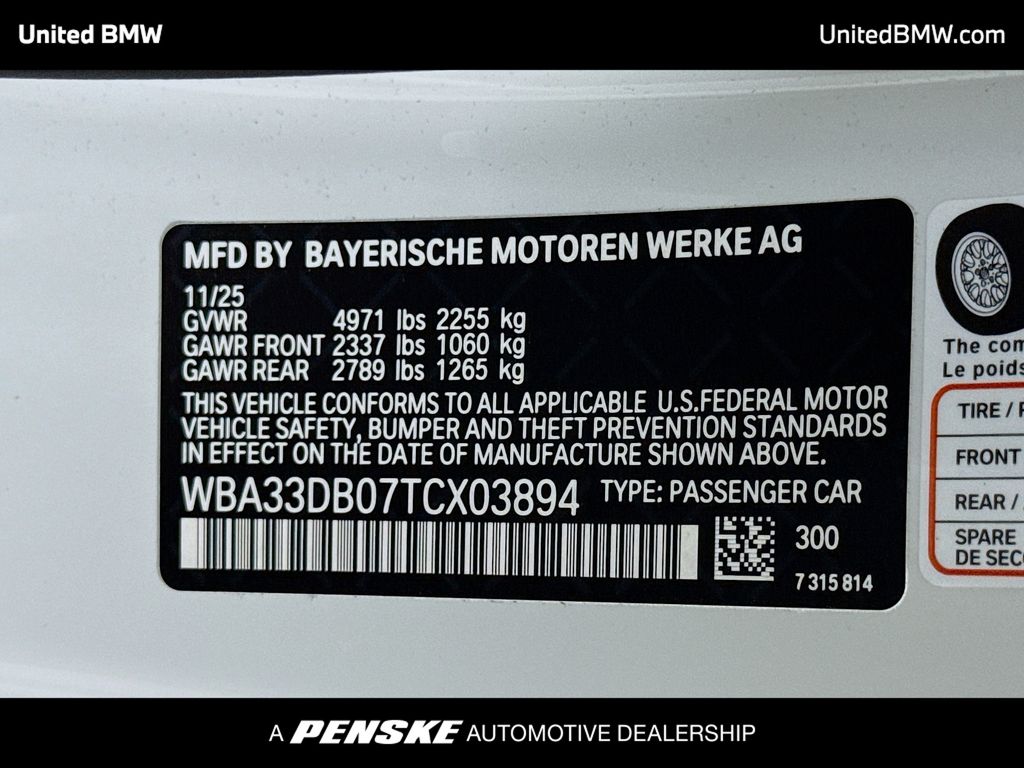 United BMW
UnitedBMW.com
MFD BY BAYERISCHE MOTOREN WERKE AG
11/25
GVWR 4971 lbs 2255 kg
GAWR FRONT 2337 lbs 1060 kg
GAWR REAR 2789 lbs 1265 kg
THIS VEHICLE CONFORMS TO ALL APPLICABLE U.S.FEDERAL MOTOR
VEHICLE SAFETY, BUMPER AND THEFT PREVENTION STANDARDS
IN EFFECT ON THE DATE OF MANUFACTURE SHOWN ABOVE.
WBA33DB07TCX03894 TYPE: PASSENGER CAR
300
7 315 814
The
Le poids
TIRE /
FRONT
REAR /
SPARE
DE
A PENSKE AUTOMOTIVE DEALERSHIP